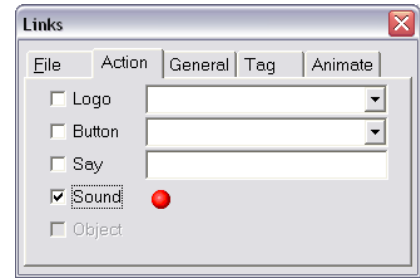 Links
File Action General Tag Animate
Logo
Button
Say
Sound
Object